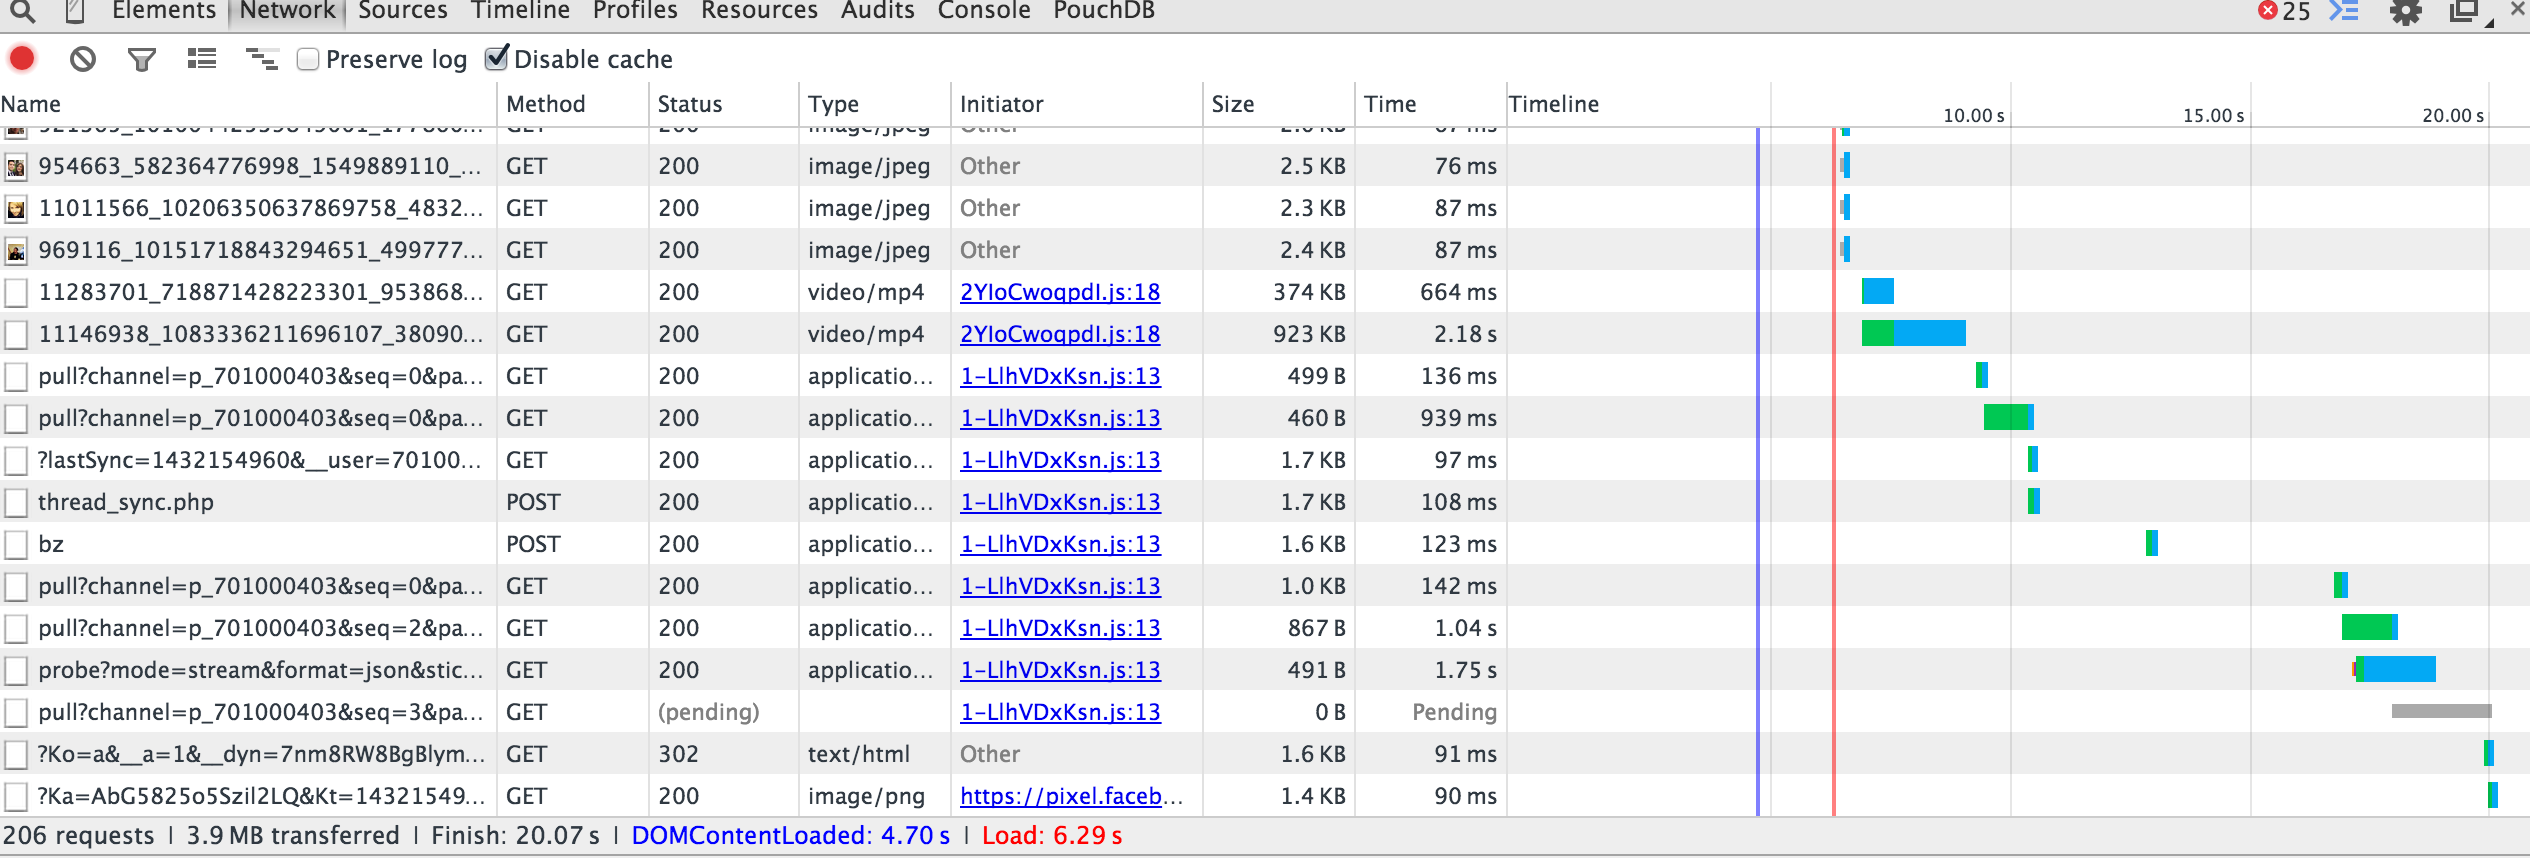 Elements Network Sources Timeline Profiles Resources Audits Console PouchDB 25
Preserve log Disable cache
Name Method Status Type Initiator Size Time Timeline 10.00 s 15.00 s 20.00 s
GET 200 image/jpeg Other 2.6 KB 87 ms
954663_582364776998_1549889110_... GET 200 image/jpeg Other 2.5 KB 76 ms
11011566_10206350637869758_4832... GET 200 image/jpeg Other 2.3 KB 87 ms
969116_10151718843294651_499777... GET 200 image/jpeg Other 2.4 KB 87 ms
11283701_718871428223301_953868... GET 200 video/mp4 2YIoCwoqpdI.js:18 374 KB 664 ms
11146938_1083336211696107_38090... GET 200 video/mp4 2YIoCwoqpdI.js:18 923 KB 2.18 s
pull?channel=p_701000403&seq=0&pa... GET 200 applicatio... 1-LlhVDxKsn.js:13 499 B 136 ms
pull?channel=p_701000403&seq=0&pa... GET 200 applicatio... 1-LlhVDxKsn.js:13 460 B 939 ms
?lastSync=1432154960&__user=70100... GET 200 applicatio... 1-LlhVDxKsn.js:13 1.7 KB 97 ms
thread_sync.php POST 200 applicatio... 1-LlhVDxKsn.js:13 1.7 KB 108 ms
bz POST 200 applicatio... 1-LlhVDxKsn.js:13 1.6 KB 123 ms
pull?channel=p_701000403&seq=0&pa... GET 200 applicatio... 1-LlhVDxKsn.js:13 1.0 KB 142 ms
pull?channel=p_701000403&seq=2&pa... GET 200 applicatio... 1-LlhVDxKsn.js:13 867 B 1.04 s
probe?mode=stream&format=json&stic... GET 200 applicatio... 1-LlhVDxKsn.js:13 491 B 1.75 s
pull?channel=p_701000403&seq=3&pa... GET (pending) 1-LlhVDxKsn.js:13 0 B Pending
?Ko=a&__a=1&__dyn=7nm8RW8BgBlym... GET 302 text/html Other 1.6 KB 91 ms
?Ka=AbG5825o5Szil2LQ&Kt=14321549... GET 200 image/png https://pixel.faceb... 1.4 KB 90 ms
206 requests | 3.9 MB transferred | Finish: 20.07 s | DOMContentLoaded: 4.70 s | Load: 6.29 s